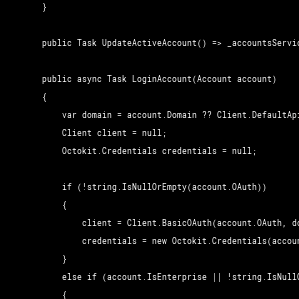 }
public Task UpdateActiveAccount() => _accountsServic
public async Task LoginAccount(Account account)
{
var domain = account.Domain ?? Client.DefaultApi
Client client = null;
Octokit.Credentials credentials = null;
if (!string.IsNullOrEmpty(account.OAuth))
{
client = Client.BasicOAuth(account.OAuth, do
credentials = new Octokit.Credentials(accoun
}
else if (account.IsEnterprise || !string.IsNullO
{